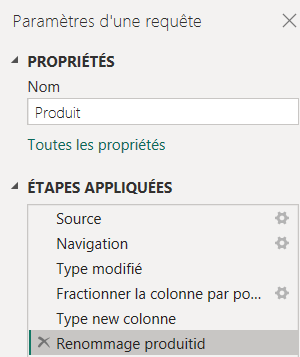 Paramètres d'une requête
PROPRIÉTÉS
Nom
Produit
Toutes les propriétés
ÉTAPES APPLIQUÉES
Source
Navigation
Type modifié
Fractionner la colonne par po...
Type new colonne
Renommage produitid